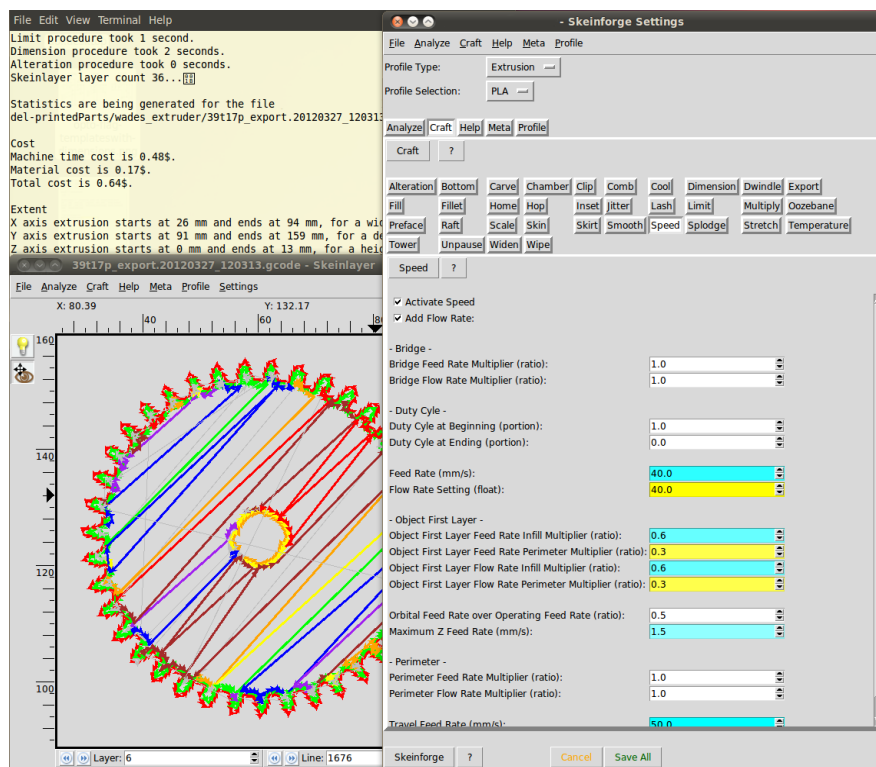 File Edit View Terminal Help
Limit procedure took 1 second.
Dimension procedure took 2 seconds.
Alteration procedure took 0 seconds.
Skeinlayer layer count 36...
Statistics are being generated for the file
del-printedParts/wades_extruder/39t17p_export.20120327_120313
Cost
Machine time cost is 0.48$.
Material cost is 0.17$.
Total cost is 0.64$.
Extent
X axis extrusion starts at 26 mm and ends at 94 mm, for a wid
Y axis extrusion starts at 91 mm and ends at 159 mm, for a de
Z axis extrusion starts at 0 mm and ends at 13 mm, for a heig
39t17p_export.20120327_120313.gcode - Skeinlayer
File Analyze Craft Help Meta Profile Settings
X: 80.39 Y: 132.17
40 60 80
160
140
120
100
Layer: 6 Line: 1676
- Skeinforge Settings
File Analyze Craft Help Meta Profile
Profile Type: Extrusion
Profile Selection: PLA
Analyze Craft Help Meta Profile
Craft ?
Alteration Bottom Carve Chamber Clip Comb Cool Dimension Dwindle Export
Fill Fillet Home Hop Inset Jitter Lash Limit Multiply Oozebane
Preface Raft Scale Skin Skirt Smooth Speed Splodge Stretch Temperature
Tower Unpause Widen Wipe
Speed ?
Activate Speed
Add Flow Rate:
- Bridge -
Bridge Feed Rate Multiplier (ratio): 1.0
Bridge Flow Rate Multiplier (ratio): 1.0
- Duty Cyle -
Duty Cyle at Beginning (portion): 1.0
Duty Cyle at Ending (portion): 0.0
Feed Rate (mm/s): 40.0
Flow Rate Setting (float): 40.0
- Object First Layer -
Object First Layer Feed Rate Infill Multiplier (ratio): 0.6
Object First Layer Feed Rate Perimeter Multiplier (ratio): 0.3
Object First Layer Flow Rate Infill Multiplier (ratio): 0.6
Object First Layer Flow Rate Perimeter Multiplier (ratio): 0.3
Orbital Feed Rate over Operating Feed Rate (ratio): 0.5
Maximum Z Feed Rate (mm/s): 1.5
- Perimeter -
Perimeter Feed Rate Multiplier (ratio): 1.0
Perimeter Flow Rate Multiplier (ratio): 1.0
Travel Feed Rate (mm/s): 50.0
Skeinforge ? Cancel Save All